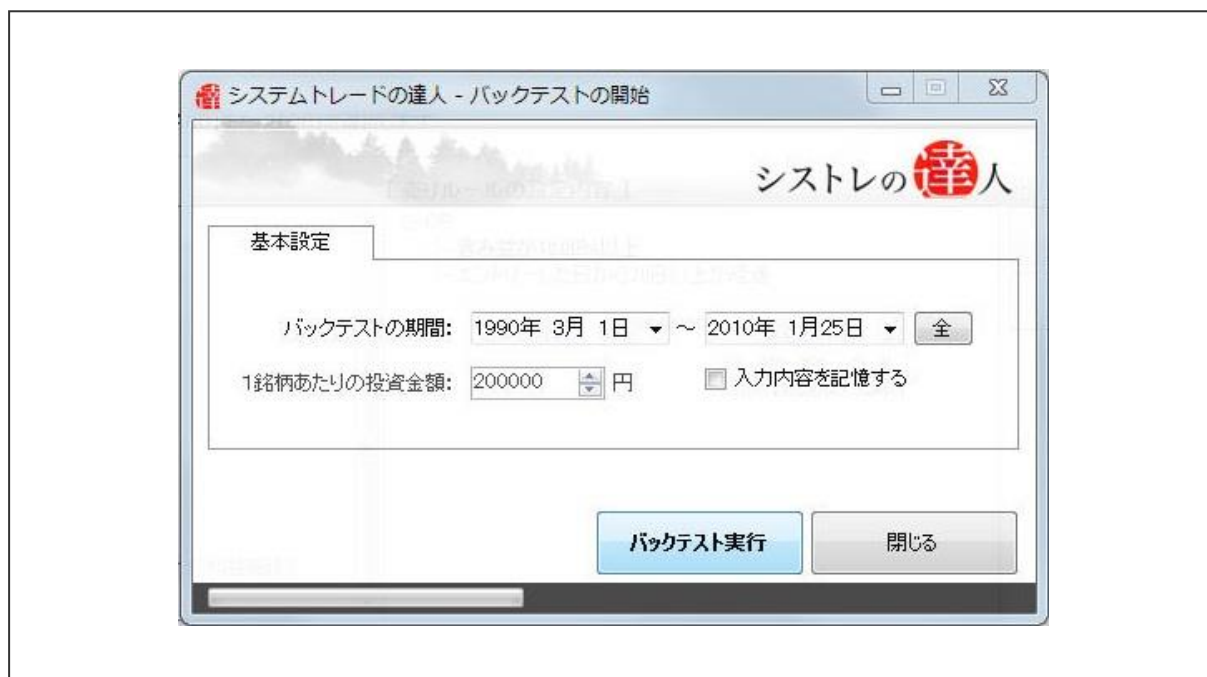 システムトレードの達人 - バックテストの開始
シストレの達人
基本設定
バックテストの期間: 1990年 3月 1日 ～ 2010年 1月25日 全
1銘柄あたりの投資金額: 200000 円 入力内容を記憶する
バックテスト実行 閉じる